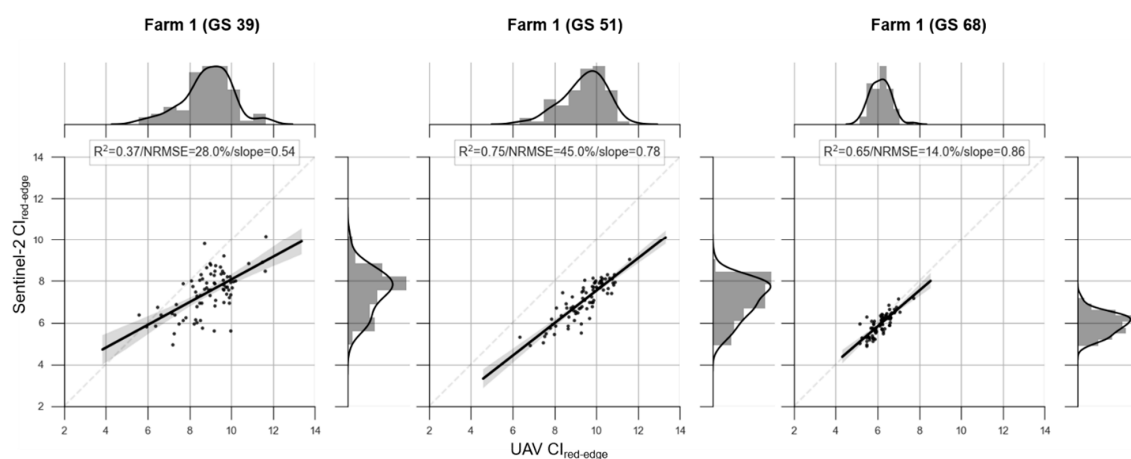 Farm 1 (GS 39)
Farm 1 (GS 51)
Farm 1 (GS 68)
R²=0.37/NRMSE=28.0%/slope=0.54
R²=0.75/NRMSE=45.0%/slope=0.78
R²=0.65/NRMSE=14.0%/slope=0.86
14
12
10
8
6
4
2
Sentinel-2 CIred-edge
2 4 6 8 10 12 14
2 4 6 8 10 12 14
2 4 6 8 10 12 14
UAV CIred-edge